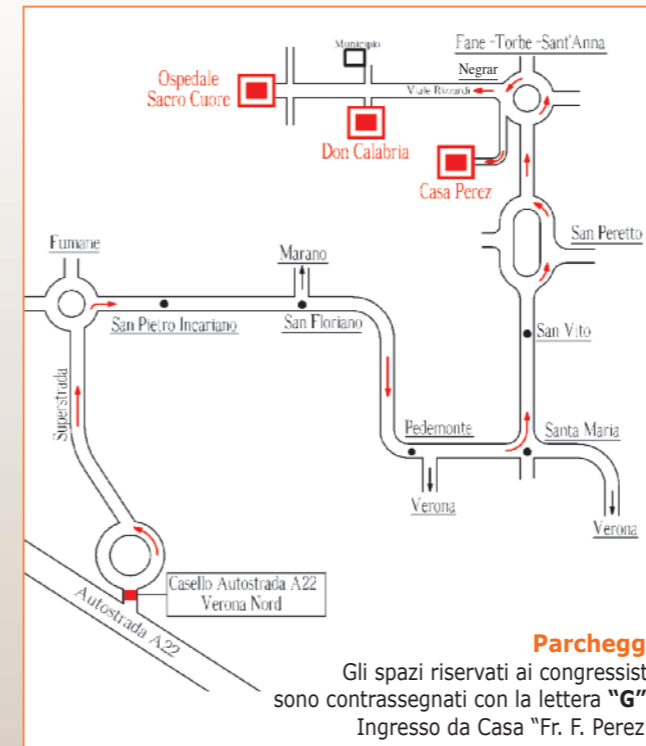 Municipio
Fane -Torbe -Sant'Anna
Ospedale
Sacro Cuore
Negrar
Viale Rizzardi
Don Calabria
Casa Perez
San Peretto
Fumane
Marano
San Pietro Incariano
San Floriano
San Vito
Superstrada
Pedemonte
Santa Maria
Verona
Verona
Casello Autostrada A22
Verona Nord
Autostrada A22
Parchegg
Gli spazi riservati ai congressist
sono contrassegnati con la lettera "G"
Ingresso da Casa "Fr. F. Perez